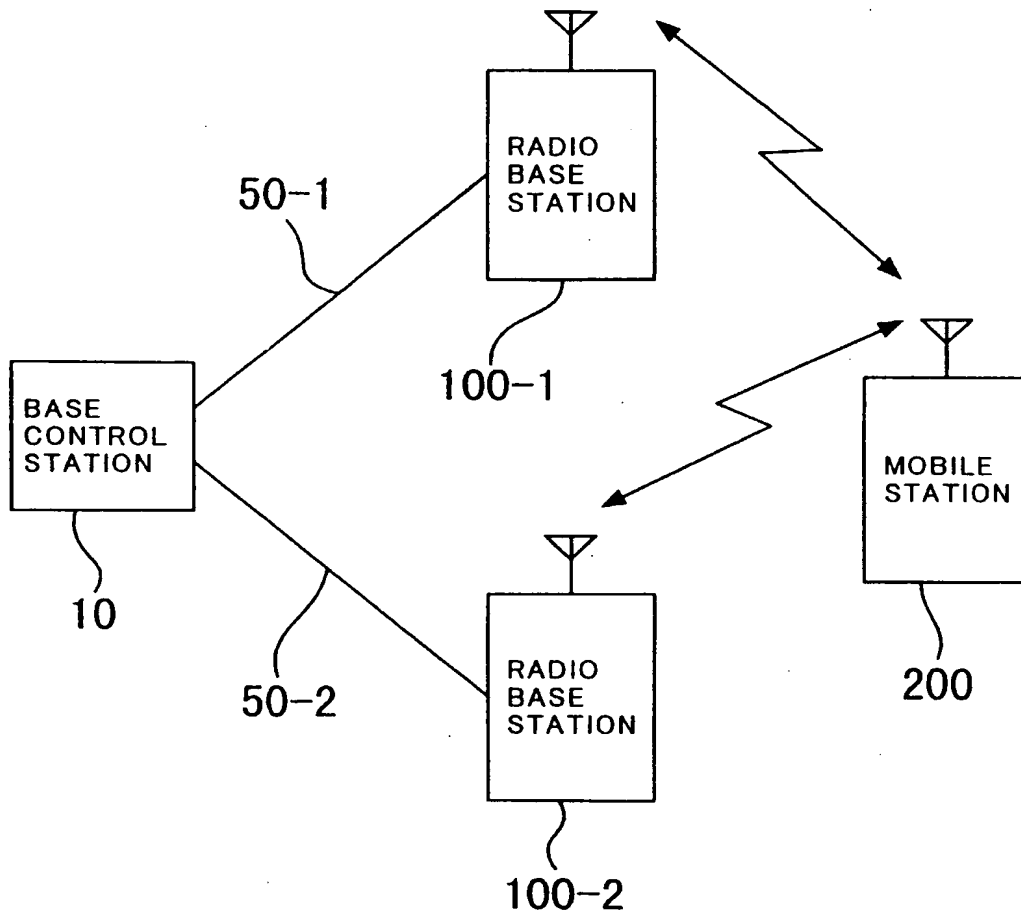 RADIO
BASE
STATION
50-1
100-1
BASE
CONTROL
STATION
MOBILE
STATION
10
50-2
RADIO
BASE
STATION
200
100-2